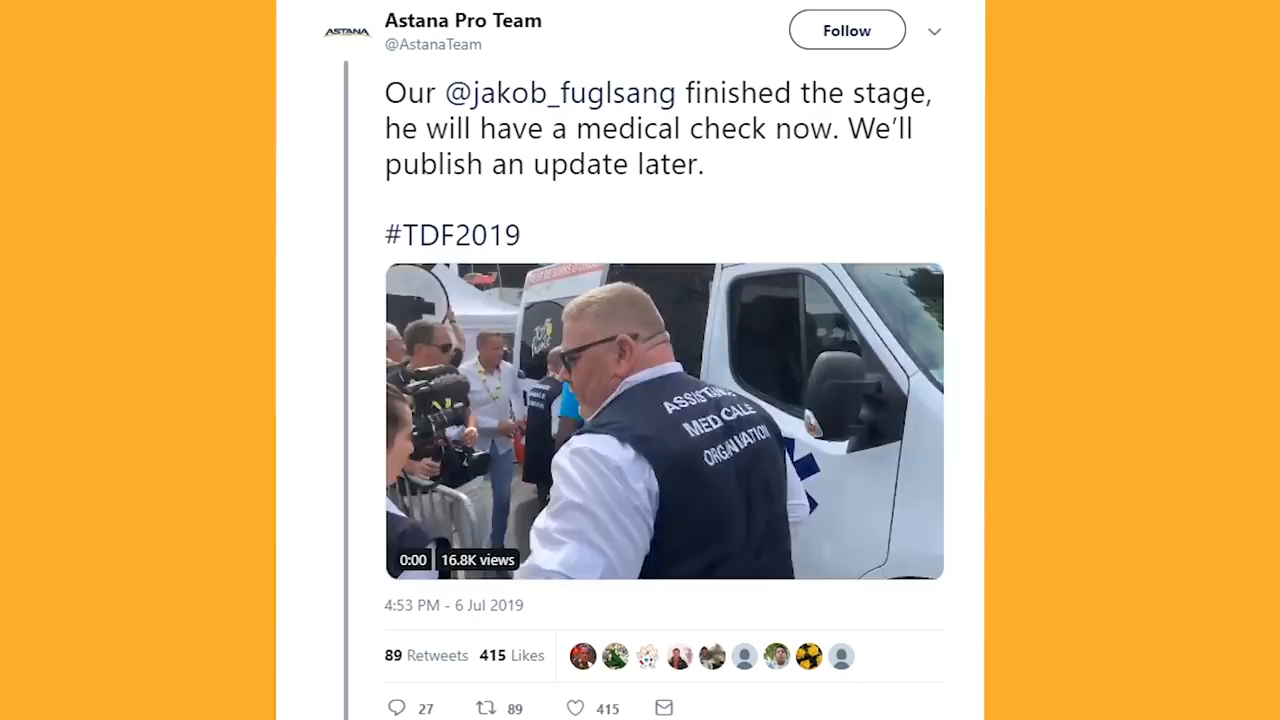 ASTANA
Astana Pro Team
@AstanaTeam
Follow
Our @jakob_fuglsang finished the stage,
he will have a medical check now. We’ll
publish an update later.
#TDF2019
ASSISTANCE
MEDICALE
ORGANISATION
0:00 16.8K views
4:53 PM - 6 Jul 2019
89 Retweets 415 Likes
27 89 415